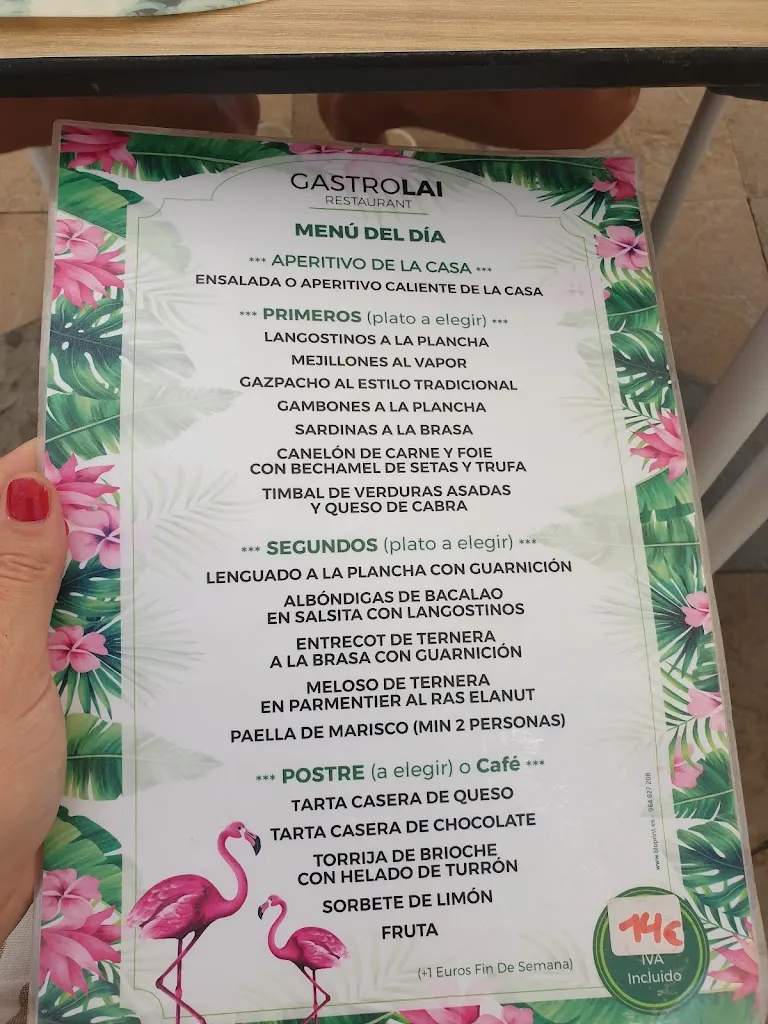 GASTROLAI
RESTAURANT
MENÚ DEL DÍA
*** APERITIVO DE LA CASA ***
ENSALADA O APERITIVO CALIENTE DE LA CASA
*** PRIMEROS (plato a elegir) ***
LANGOSTINOS A LA PLANCHA
MEJILLONES AL VAPOR
GAZPACHO AL ESTILO TRADICIONAL
GAMBONES A LA PLANCHA
SARDINAS A LA BRASA
CANELÓN DE CARNE Y FOIE
CON BECHAMEL DE SETAS Y TRUFA
TIMBAL DE VERDURAS ASADAS
Y QUESO DE CABRA
*** SEGUNDOS (plato a elegir) ***
LENGUADO A LA PLANCHA CON GUARNICIÓN
ALBÓNDIGAS DE BACALAO
EN SALSITA CON LANGOSTINOS
ENTRECOT DE TERNERA
A LA BRASA CON GUARNICIÓN
MELOSO DE TERNERA
EN PARMENTIER AL RAS ELANUT
PAELLA DE MARISCO (MIN 2 PERSONAS)
*** POSTRE (a elegir) o Café ***
TARTA CASERA DE QUESO
TARTA CASERA DE CHOCOLATE
TORRIJA DE BRIOCHE
CON HELADO DE TURRÓN
SORBETE DE LIMÓN
FRUTA
(+1 Euros Fin De Semana)
14€
IVA
Incluido
www.bloprint.es - 964 827 208